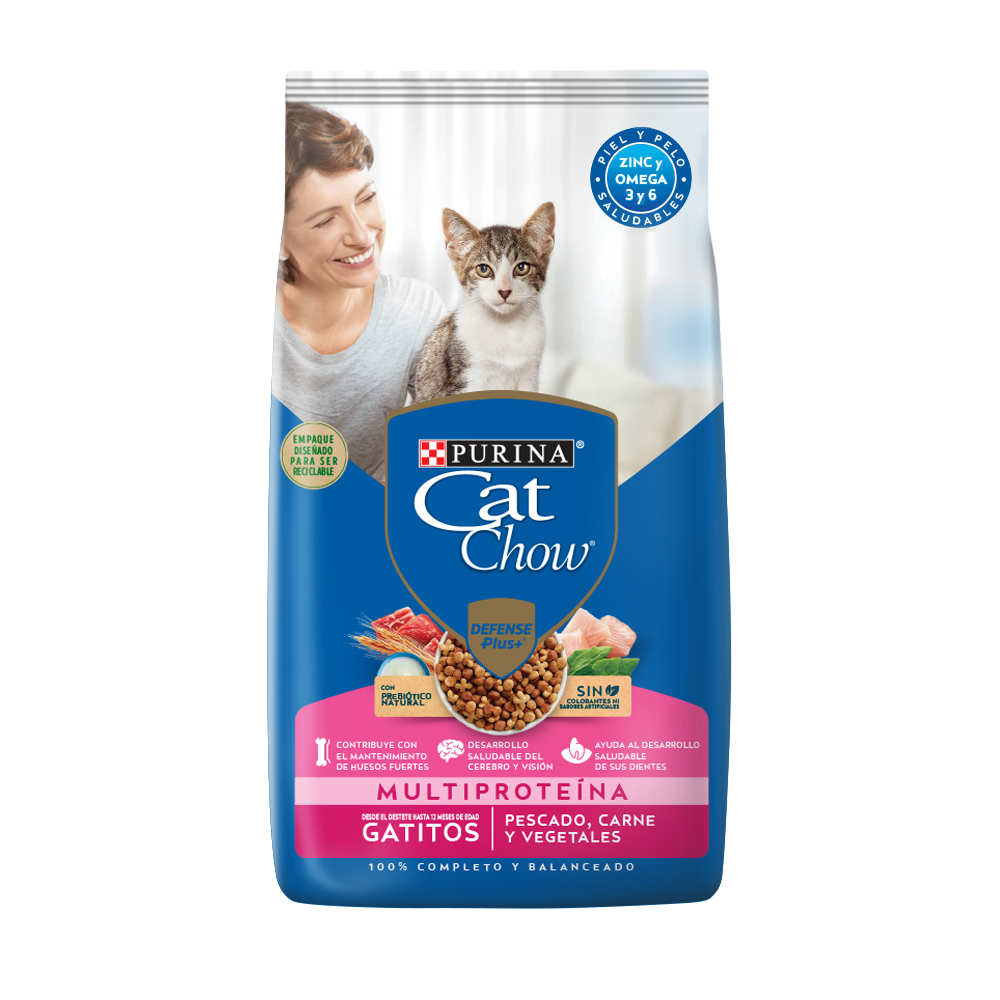 PIEL Y PELO
ZINC y
OMEGA
3 y 6
SALUDABLES
EMPAQUE
DISEÑADO
PARA SER
RECICLABLE
PURINA®
Cat
Chow®
DEFENSE
Plus+
CON
PREBIÓTICO
NATURAL
SIN
COLORANTES NI
SABORES ARTIFICIALES
CONTRIBUYE CON
EL MANTENIMIENTO
DE HUESOS FUERTES
DESARROLLO
SALUDABLE DEL
CEREBRO Y VISIÓN
AYUDA AL DESARROLLO
SALUDABLE
DE SUS DIENTES
MULTIPROTEÍNA
DESDE EL DESTETE HASTA 12 MESES DE EDAD
GATITOS
PESCADO, CARNE
Y VEGETALES
100% COMPLETO Y BALANCEADO